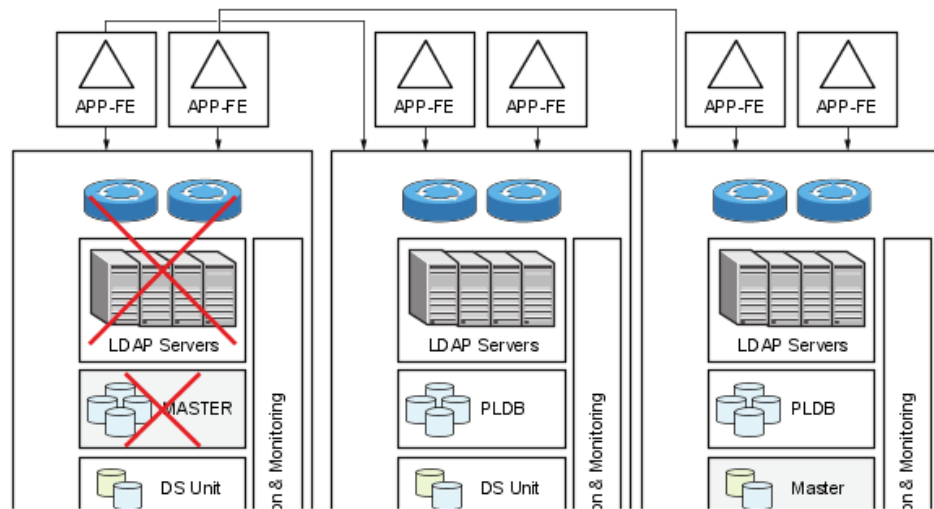 APP-FE
APP-FE
APP-FE
APP-FE
APP-FE
APP-FE
LDAP Servers
LDAP Servers
LDAP Servers
MASTER
PLDB
PLDB
DS Unit
DS Unit
Master
on & Monitoring
on & Monitoring
on & Monitoring